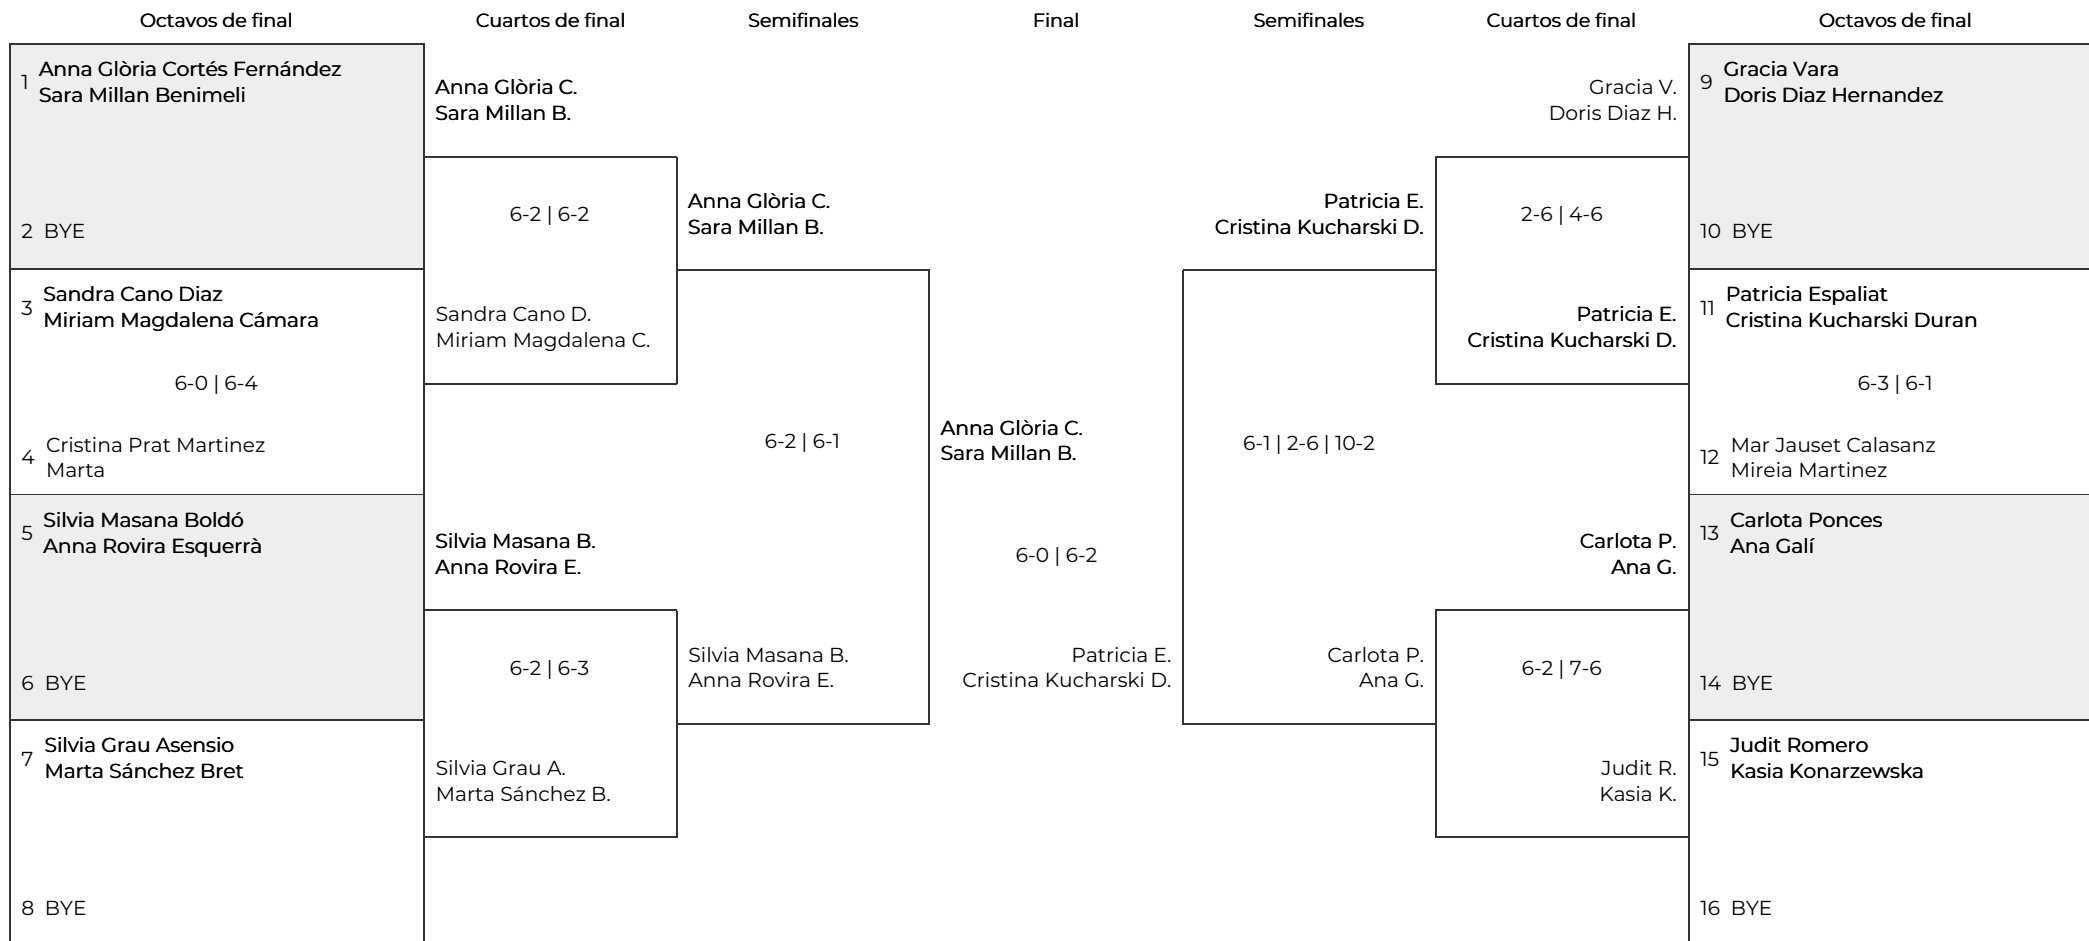 Octavos de final
Cuartos de final
Semifinales
Final
Semifinales
Cuartos de final
Octavos de final
1 Anna Glòria Cortés Fernández
Sara Millan Benimeli
2 BYE
3 Sandra Cano Diaz
Miriam Magdalena Cámara
6-0 | 6-4
4 Cristina Prat Martinez
Marta
5 Silvia Masana Boldó
Anna Rovira Esquerrà
6 BYE
7 Silvia Grau Asensio
Marta Sánchez Bret
8 BYE
Anna Glòria C.
Sara Millan B.
6-2 | 6-2
Sandra Cano D.
Miriam Magdalena C.
Silvia Masana B.
Anna Rovira E.
6-2 | 6-3
Silvia Grau A.
Marta Sánchez B.
Anna Glòria C.
Sara Millan B.
6-2 | 6-1
Silvia Masana B.
Anna Rovira E.
Anna Glòria C.
Sara Millan B.
6-0 | 6-2
Patricia E.
Cristina Kucharski D.
Patricia E.
Cristina Kucharski D.
6-1 | 2-6 | 10-2
Carlota P.
Ana G.
Gracia V.
Doris Diaz H.
2-6 | 4-6
Patricia E.
Cristina Kucharski D.
Carlota P.
Ana G.
6-2 | 7-6
Judit R.
Kasia K.
9 Gracia Vara
Doris Diaz Hernandez
10 BYE
11 Patricia Espaliat
Cristina Kucharski Duran
6-3 | 6-1
12 Mar Jauset Calasanz
Mireia Martinez
13 Carlota Ponces
Ana Galí
14 BYE
15 Judit Romero
Kasia Konarzewska
16 BYE